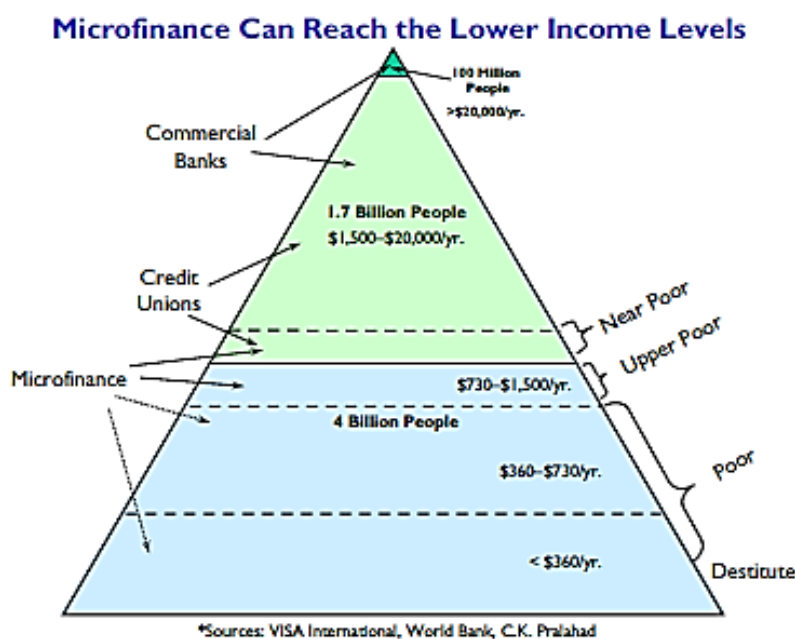 Microfinance Can Reach the Lower Income Levels
100 Million
People
>$20,000/yr.
Commercial
Banks
1.7 Billion People
$1,500–$20,000/yr.
Credit
Unions
Near Poor
Upper Poor
Microfinance
$730–$1,500/yr.
4 Billion People
$360–$730/yr.
Poor
< $360/yr.
Destitute
*Sources: VISA International, World Bank, C.K. Pralahad